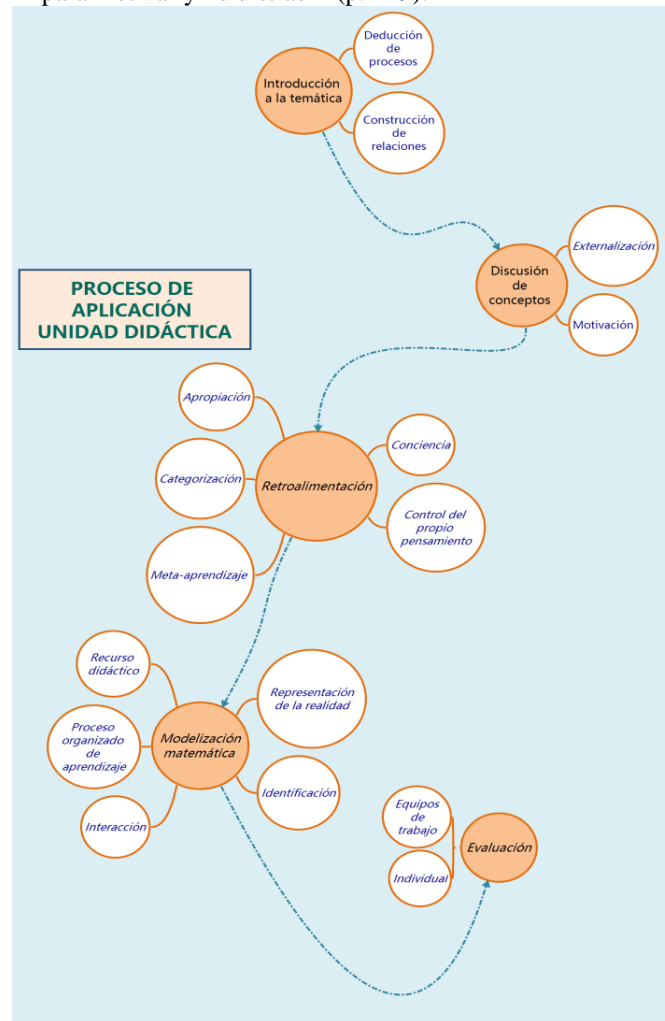 Deducción
de
procesos
Introducción
a la temática
Construcción
de
relaciones
Externalización
Discusión
de
conceptos
Motivación
PROCESO DE
APLICACIÓN
UNIDAD DIDÁCTICA
Apropiación
Conciencia
Categorización
Retroalimentación
Control del
propio
pensamiento
Meta-aprendizaje
Recurso
didáctico
Representación
de la realidad
Proceso
organizado
de
aprendizaje
Modelización
matemática
Identificación
Interacción
Equipos
de
trabajo
Evaluación
Individual